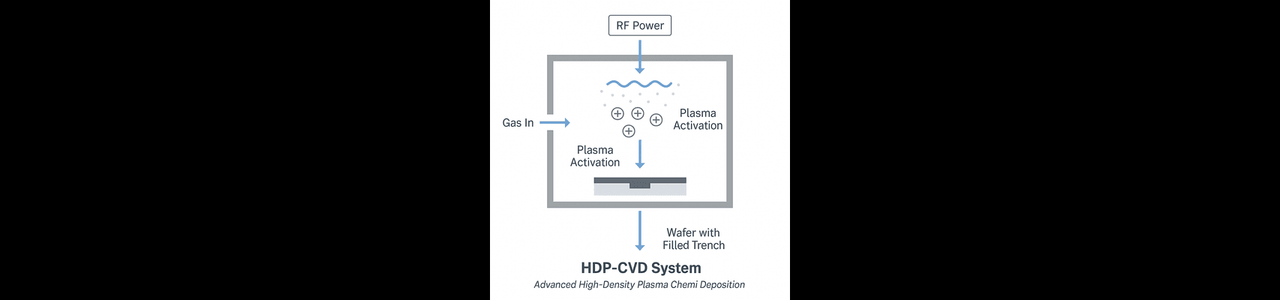 RF Power
Gas In
Plasma
Activation
Plasma
Activation
Wafer with
Filled Trench
HDP-CVD System
Advanced High-Density Plasma Chemi Deposition